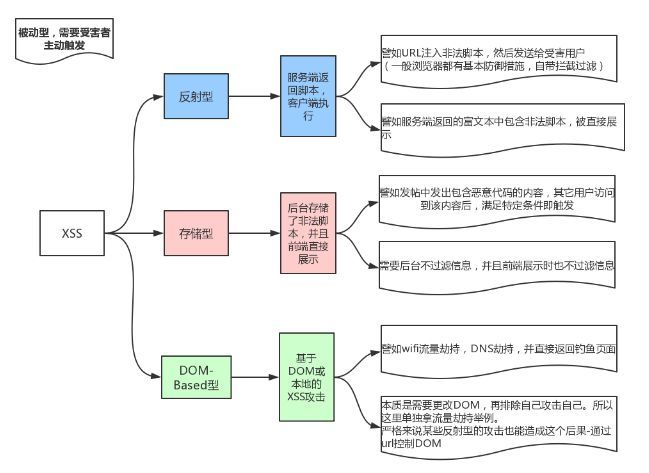 被动型，需要受害者
主动触发
譬如URL注入非法脚本，然后发送给受害用户
（一般浏览器都有基本防御措施，自带拦截过滤）
反射型
服务端返
回脚本，
客户端执
行
譬如服务端返回的富文本中包含非法脚本，被直接展
示
譬如发帖中发出包含恶意代码的内容，其它用户访问
到该内容后，满足特定条件即触发
XSS
存储型
后台存储
了非法脚
本，并且
前端直接
展示
需要后台不过滤信息，并且前端展示时也不过滤信息
譬如wifi流量劫持，DNS劫持，并直接返回钓鱼页面
DOM-
Based型
基于
DOM或
本地的
XSS攻击
本质是需要更改DOM，再排除自己攻击自己。所以
这里单独拿流量劫持举例。
严格来说某些反射型的攻击也能造成这个后果-通过
url控制DOM